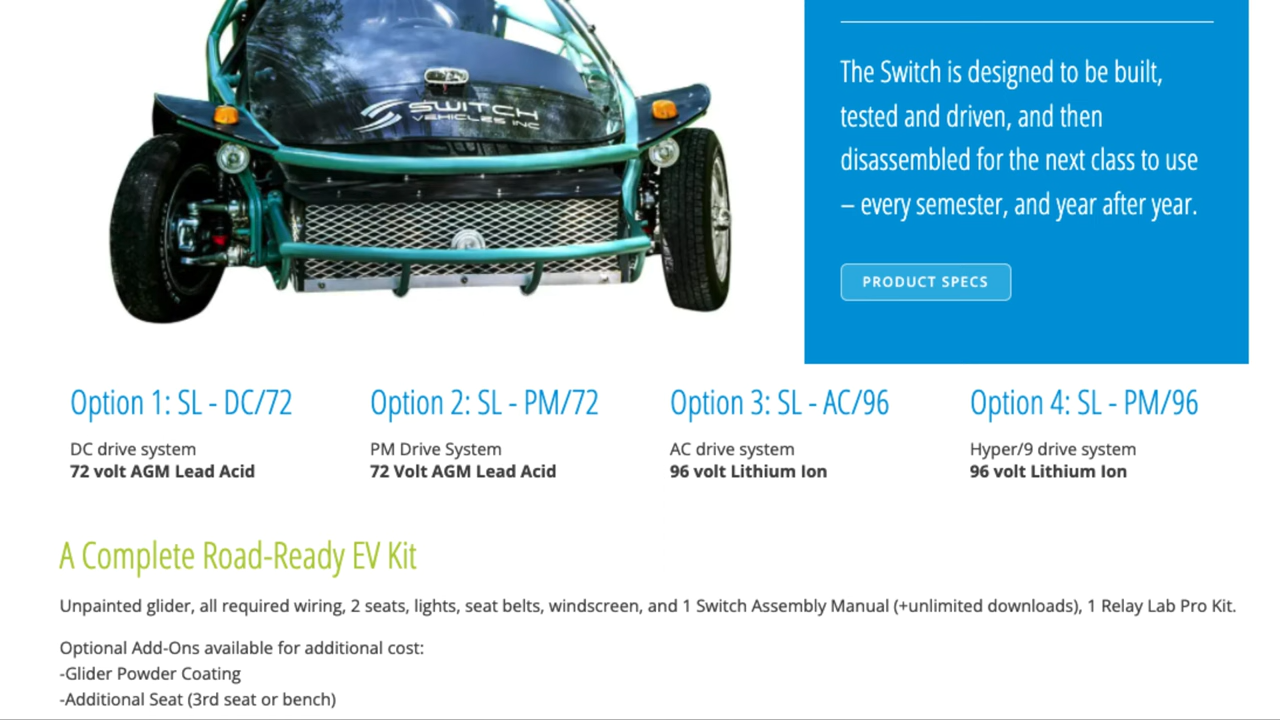 SWITCH
VEHICLES INC
The Switch is designed to be built,
tested and driven, and then
disassembled for the next class to use
– every semester, and year after year.
PRODUCT SPECS
Option 1: SL - DC/72
DC drive system
72 volt AGM Lead Acid
Option 2: SL - PM/72
PM Drive System
72 Volt AGM Lead Acid
Option 3: SL - AC/96
AC drive system
96 volt Lithium Ion
Option 4: SL - PM/96
Hyper/9 drive system
96 volt Lithium Ion
A Complete Road-Ready EV Kit
Unpainted glider, all required wiring, 2 seats, lights, seat belts, windscreen, and 1 Switch Assembly Manual (+unlimited downloads), 1 Relay Lab Pro Kit.
Optional Add-Ons available for additional cost:
-Glider Powder Coating
-Additional Seat (3rd seat or bench)